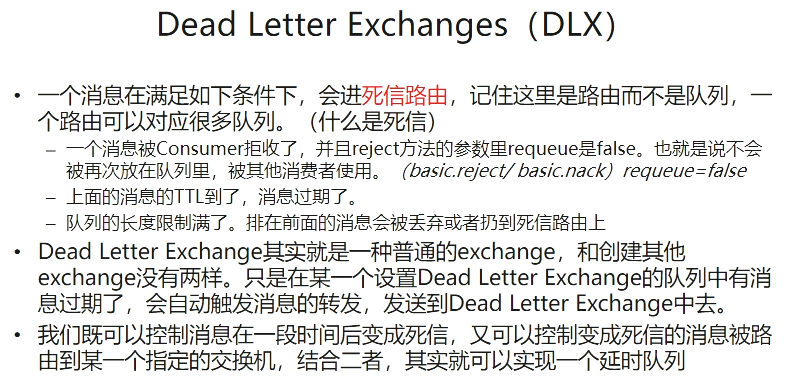 Dead Letter Exchanges（DLX）
• 一个消息在满足如下条件下，会进死信路由，记住这里是路由而不是队列，一
个路由可以对应很多队列。（什么是死信）
– 一个消息被Consumer拒收了，并且reject方法的参数里requeue是false。也就是说不会
被再次放在队列里，被其他消费者使用。（basic.reject/ basic.nack）requeue=false
– 上面的消息的TTL到了，消息过期了。
– 队列的长度限制满了。排在前面的消息会被丢弃或者扔到死信路由上
• Dead Letter Exchange其实就是一种普通的exchange，和创建其他
exchange没有两样。只是在某一个设置Dead Letter Exchange的队列中有消
息过期了，会自动触发消息的转发，发送到Dead Letter Exchange中去。
• 我们既可以控制消息在一段时间后变成死信，又可以控制变成死信的消息被路
由到某一个指定的交换机，结合二者，其实就可以实现一个延时队列